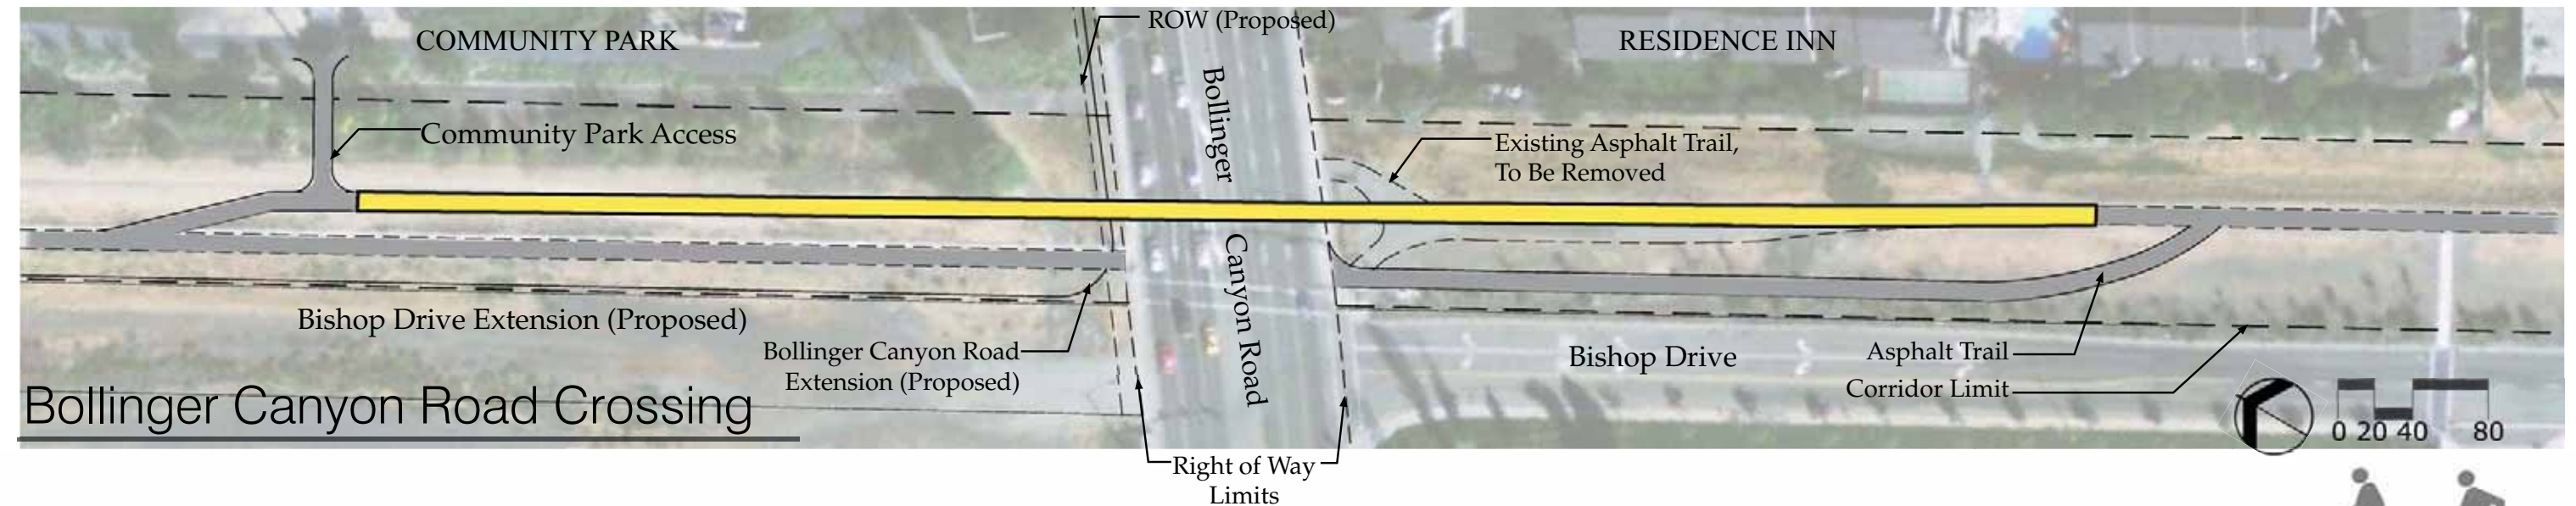 ROW (Proposed)
COMMUNITY PARK
RESIDENCE INN
Community Park Access
Bollinger
Canyon Road
Existing Asphalt Trail,
To Be Removed
Bishop Drive Extension (Proposed)
Bollinger Canyon Road
Extension (Proposed)
Bishop Drive
Asphalt Trail
Corridor Limit
Bollinger Canyon Road Crossing
0 20 40 80
Right of Way
Limits